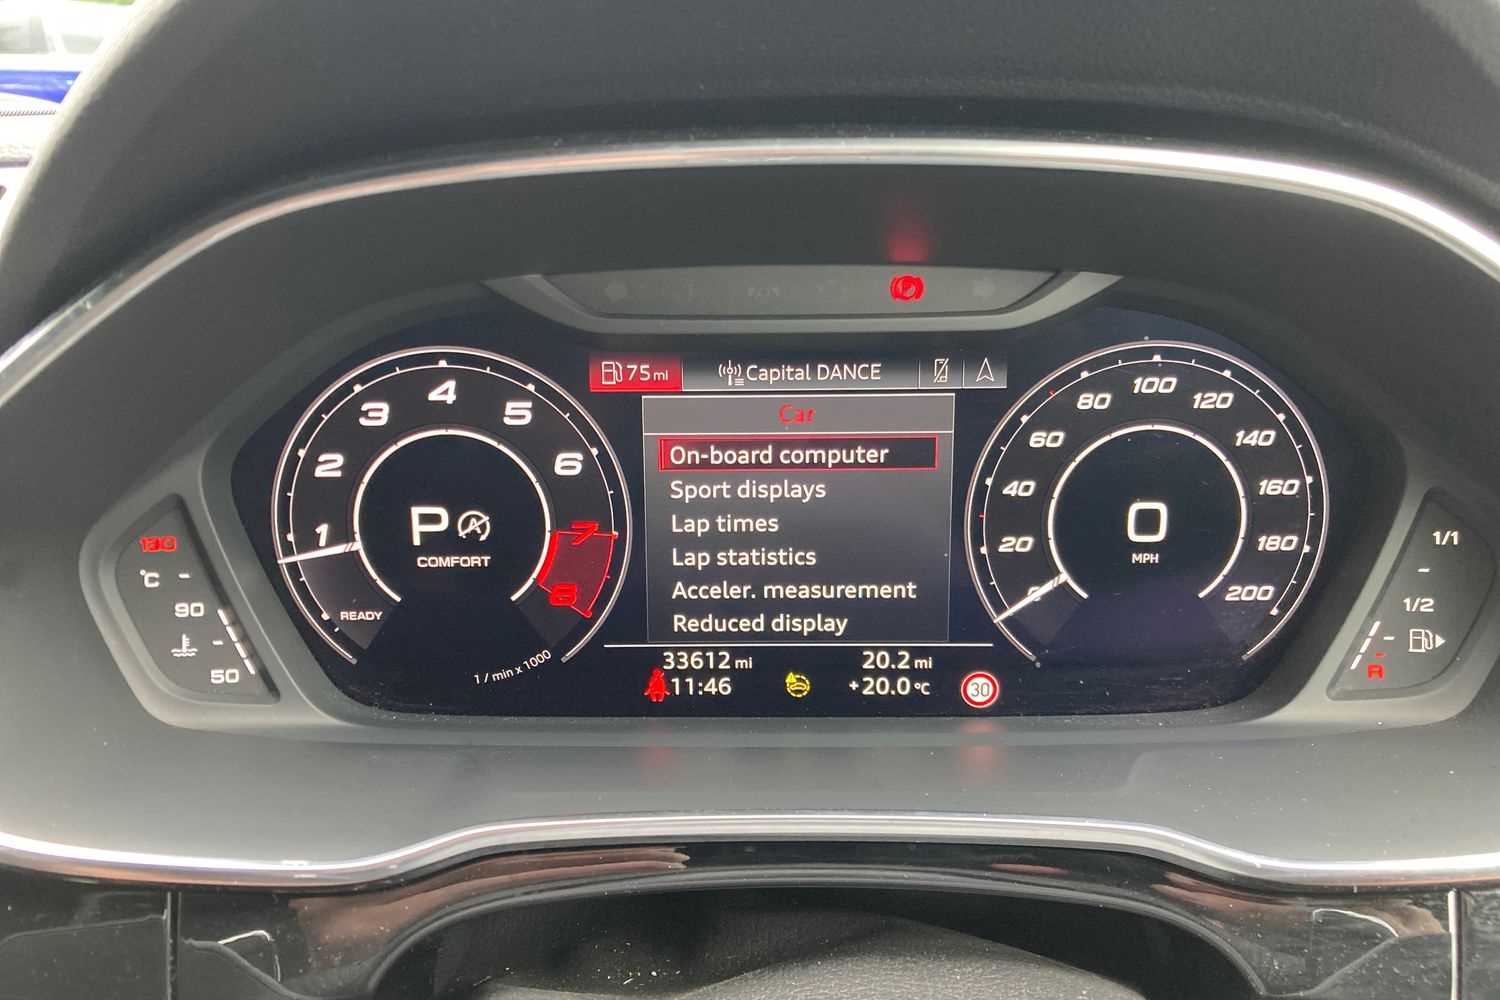 75 mi
Capital DANCE
Car
On-board computer
Sport displays
Lap times
Lap statistics
Acceler. measurement
Reduced display
33612 mi
20.2 mi
11:46
+20.0 °C
30
1
2
3
4
5
6
7
8
P A
COMFORT
READY
1 / min x 1000
0
20
40
60
80
100
120
140
160
180
200
0
MPH
130
°C
90
50
1/1
1/2
R